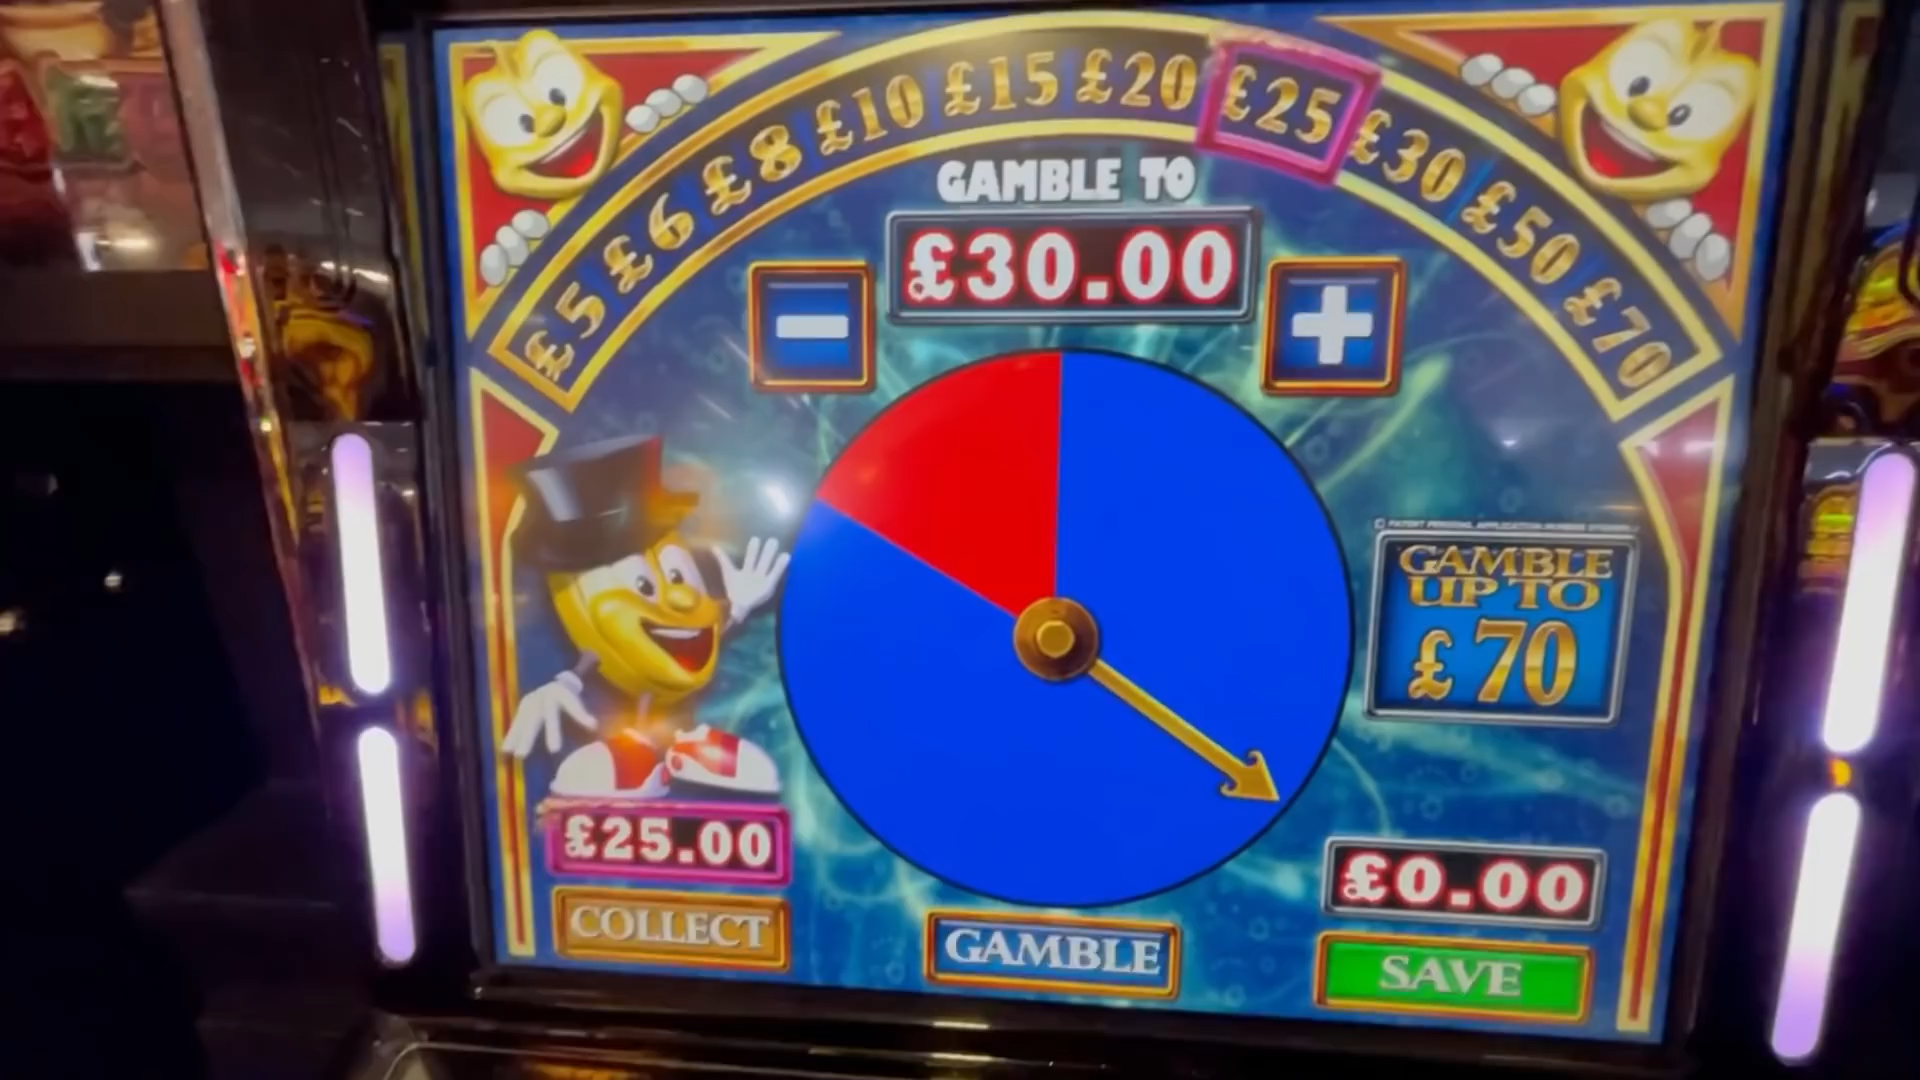 £5 £6 £8 £10 £15 £20 £25 £30 £50 £70
GAMBLE TO
£30.00
- +
GAMBLE
UP TO
£70
£25.00
£0.00
COLLECT
GAMBLE
SAVE